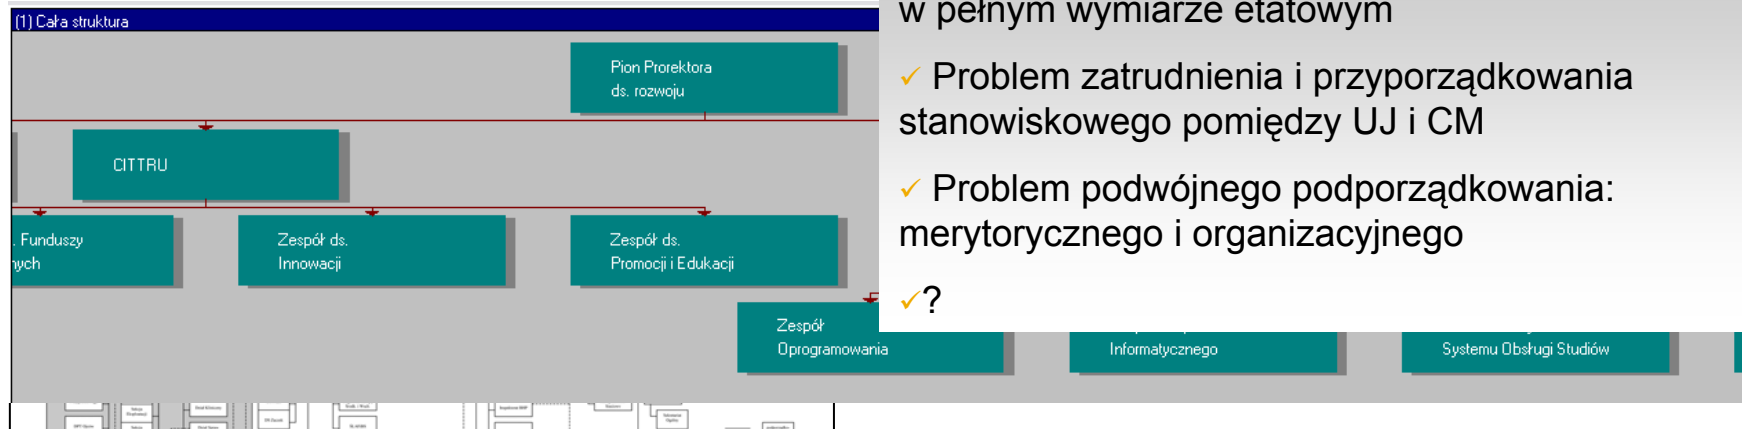 (1) Cała struktura
Pion Prorektora
ds. rozwoju
CITTRU
. Funduszy
nych
Zespół ds.
Innowacji
Zespół ds.
Promocji i Edukacji
Zespół
Oprogramowania
Informatycznego
Systemu Obsługi Studiów
w pełnym wymiarze etatowym
✓ Problem zatrudnienia i przyporządkowania
stanowiskowego pomiędzy UJ i CM
✓ Problem podwójnego podporządkowania:
merytorycznego i organizacyjnego
✓?